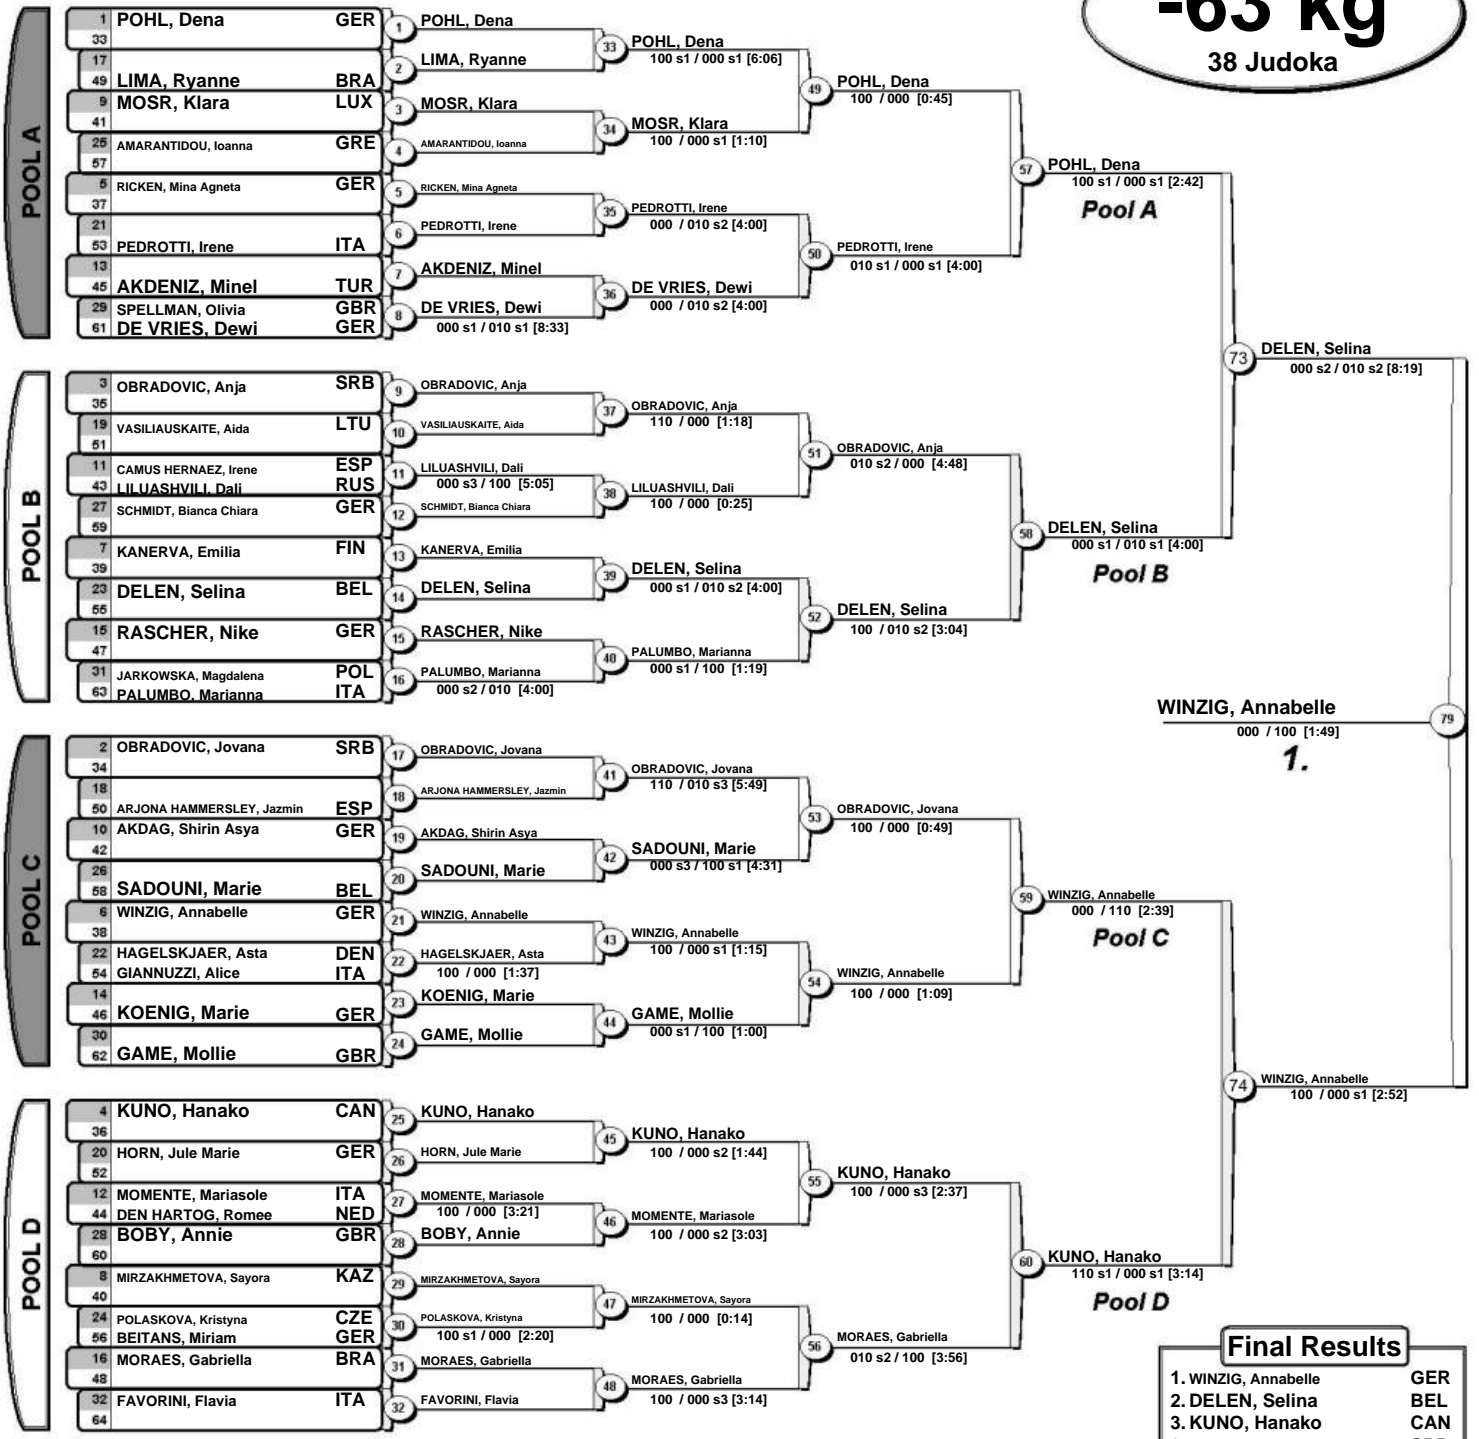 -63 kg
38 Judoka
POOL A
1 POHL, Dena GER
33
17
49 LIMA, Ryanne BRA
9 MOSR, Klara LUX
41
25 AMARANTIDOU, Ioanna GRE
57
5 RICKEN, Mina Agneta GER
37
21
53 PEDROTTI, Irene ITA
13
45 AKDENIZ, Minel TUR
29 SPELLMAN, Olivia GBR
61 DE VRIES, Dewi GER
1 POHL, Dena
2 LIMA, Ryanne
3 MOSR, Klara
4 AMARANTIDOU, Ioanna
5 RICKEN, Mina Agneta
6 PEDROTTI, Irene
7 AKDENIZ, Minel
8 DE VRIES, Dewi
000 s1 / 010 s1 [8:33]
33 POHL, Dena
100 s1 / 000 s1 [6:06]
34 MOSR, Klara
100 / 000 s1 [1:10]
35 PEDROTTI, Irene
000 / 010 s2 [4:00]
36 DE VRIES, Dewi
000 / 010 s2 [4:00]
49 POHL, Dena
100 / 000 [0:45]
50 PEDROTTI, Irene
010 s1 / 000 s1 [4:00]
57 POHL, Dena
100 s1 / 000 s1 [2:42]
Pool A
POOL B
3 OBRADOVIC, Anja SRB
35
19 VASILIAUSKAITE, Aida LTU
51
11 CAMUS HERNAEZ, Irene ESP
43 LILUASHVILI, Dali RUS
27 SCHMIDT, Bianca Chiara GER
59
7 KANERVA, Emilia FIN
39
23 DELEN, Selina BEL
55
15 RASCHER, Nike GER
47
31 JARKOWSKA, Magdalena POL
63 PALUMBO, Marianna ITA
9 OBRADOVIC, Anja
10 VASILIAUSKAITE, Aida
11 LILUASHVILI, Dali
000 s3 / 100 [5:05]
12 SCHMIDT, Bianca Chiara
13 KANERVA, Emilia
14 DELEN, Selina
15 RASCHER, Nike
16 PALUMBO, Marianna
000 s2 / 010 [4:00]
37 OBRADOVIC, Anja
110 / 000 [1:18]
38 LILUASHVILI, Dali
100 / 000 [0:25]
39 DELEN, Selina
000 s1 / 010 s2 [4:00]
40 PALUMBO, Marianna
000 s1 / 100 [1:19]
51 OBRADOVIC, Anja
010 s2 / 000 [4:48]
52 DELEN, Selina
100 / 010 s2 [3:04]
58 DELEN, Selina
000 s1 / 010 s1 [4:00]
Pool B
73 DELEN, Selina
000 s2 / 010 s2 [8:19]
WINZIG, Annabelle 79
000 / 100 [1:49]
1.
POOL C
2 OBRADOVIC, Jovana SRB
34
18
50 ARJONA HAMMERSLEY, Jazmin ESP
10 AKDAG, Shirin Asya GER
42
26
58 SADOUNI, Marie BEL
6 WINZIG, Annabelle GER
38
22 HAGELSKJAER, Asta DEN
54 GIANNUZZI, Alice ITA
14
46 KOENIG, Marie GER
30
62 GAME, Mollie GBR
17 OBRADOVIC, Jovana
18 ARJONA HAMMERSLEY, Jazmin
19 AKDAG, Shirin Asya
20 SADOUNI, Marie
21 WINZIG, Annabelle
22 HAGELSKJAER, Asta
100 / 000 [1:37]
23 KOENIG, Marie
24 GAME, Mollie
41 OBRADOVIC, Jovana
110 / 010 s3 [5:49]
42 SADOUNI, Marie
000 s3 / 100 s1 [4:31]
43 WINZIG, Annabelle
100 / 000 s1 [1:15]
44 GAME, Mollie
000 s1 / 100 [1:00]
53 OBRADOVIC, Jovana
100 / 000 [0:49]
54 WINZIG, Annabelle
100 / 000 [1:09]
59 WINZIG, Annabelle
000 / 110 [2:39]
Pool C
POOL D
4 KUNO, Hanako CAN
36
20 HORN, Jule Marie GER
52
12 MOMENTE, Mariasole ITA
44 DEN HARTOG, Romee NED
28 BOBY, Annie GBR
60
8 MIRZAKHMETOVA, Sayora KAZ
40
24 POLASKOVA, Kristyna CZE
56 BEITANS, Miriam GER
16 MORAES, Gabriella BRA
48
32 FAVORINI, Flavia ITA
64
25 KUNO, Hanako
26 HORN, Jule Marie
27 MOMENTE, Mariasole
100 / 000 [3:21]
28 BOBY, Annie
29 MIRZAKHMETOVA, Sayora
30 POLASKOVA, Kristyna
100 s1 / 000 [2:20]
31 MORAES, Gabriella
32 FAVORINI, Flavia
45 KUNO, Hanako
100 / 000 s2 [1:44]
46 MOMENTE, Mariasole
100 / 000 s2 [3:03]
47 MIRZAKHMETOVA, Sayora
100 / 000 [0:14]
48 MORAES, Gabriella
100 / 000 s3 [3:14]
55 KUNO, Hanako
100 / 000 s3 [2:37]
56 MORAES, Gabriella
010 s2 / 100 [3:56]
60 KUNO, Hanako
110 s1 / 000 s1 [3:14]
Pool D
74 WINZIG, Annabelle
100 / 000 s1 [2:52]
Final Results
1. WINZIG, Annabelle GER
2. DELEN, Selina BEL
3. KUNO, Hanako CAN